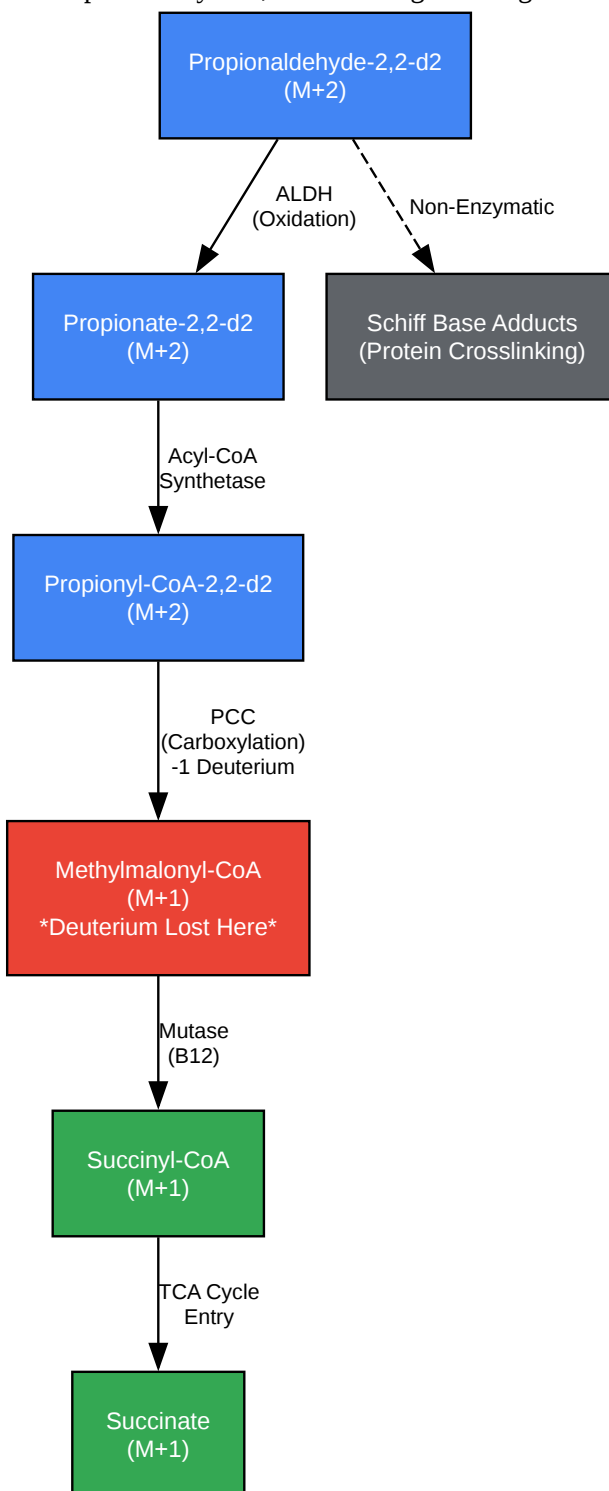 Propionaldehyde-2,2-d2
(M+2)
ALDH
(Oxidation)
Non-Enzymatic
Propionate-2,2-d2
(M+2)
Schiff Base Adducts
(Protein Crosslinking)
Acyl-CoA
Synthetase
Propionyl-CoA-2,2-d2
(M+2)
PCC
(Carboxylation)
-1 Deuterium
Methylmalonyl-CoA
(M+1)
*Deuterium Lost Here*
Mutase
(B12)
Succinyl-CoA
(M+1)
TCA Cycle
Entry
Succinate
(M+1)